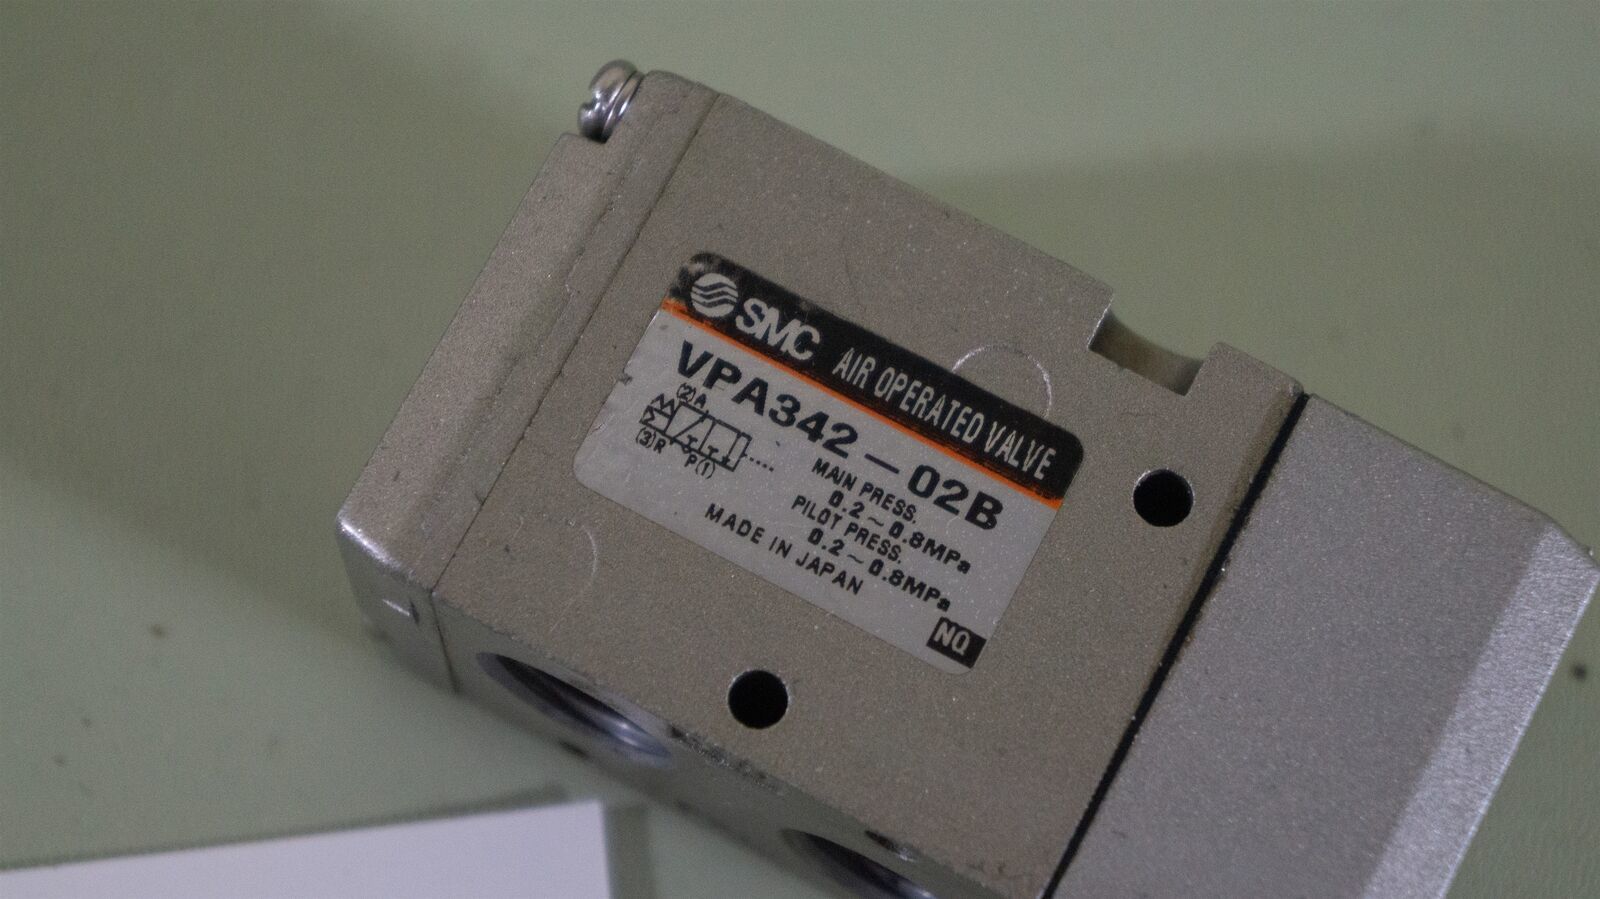 SMC AIR OPERATED VALVE
VPA342-02B
(2)A
(3)R P(1)
MAIN PRESS.
0.2~0.8MPa
PILOT PRESS.
0.2~0.8MPa
MADE IN JAPAN
NQ